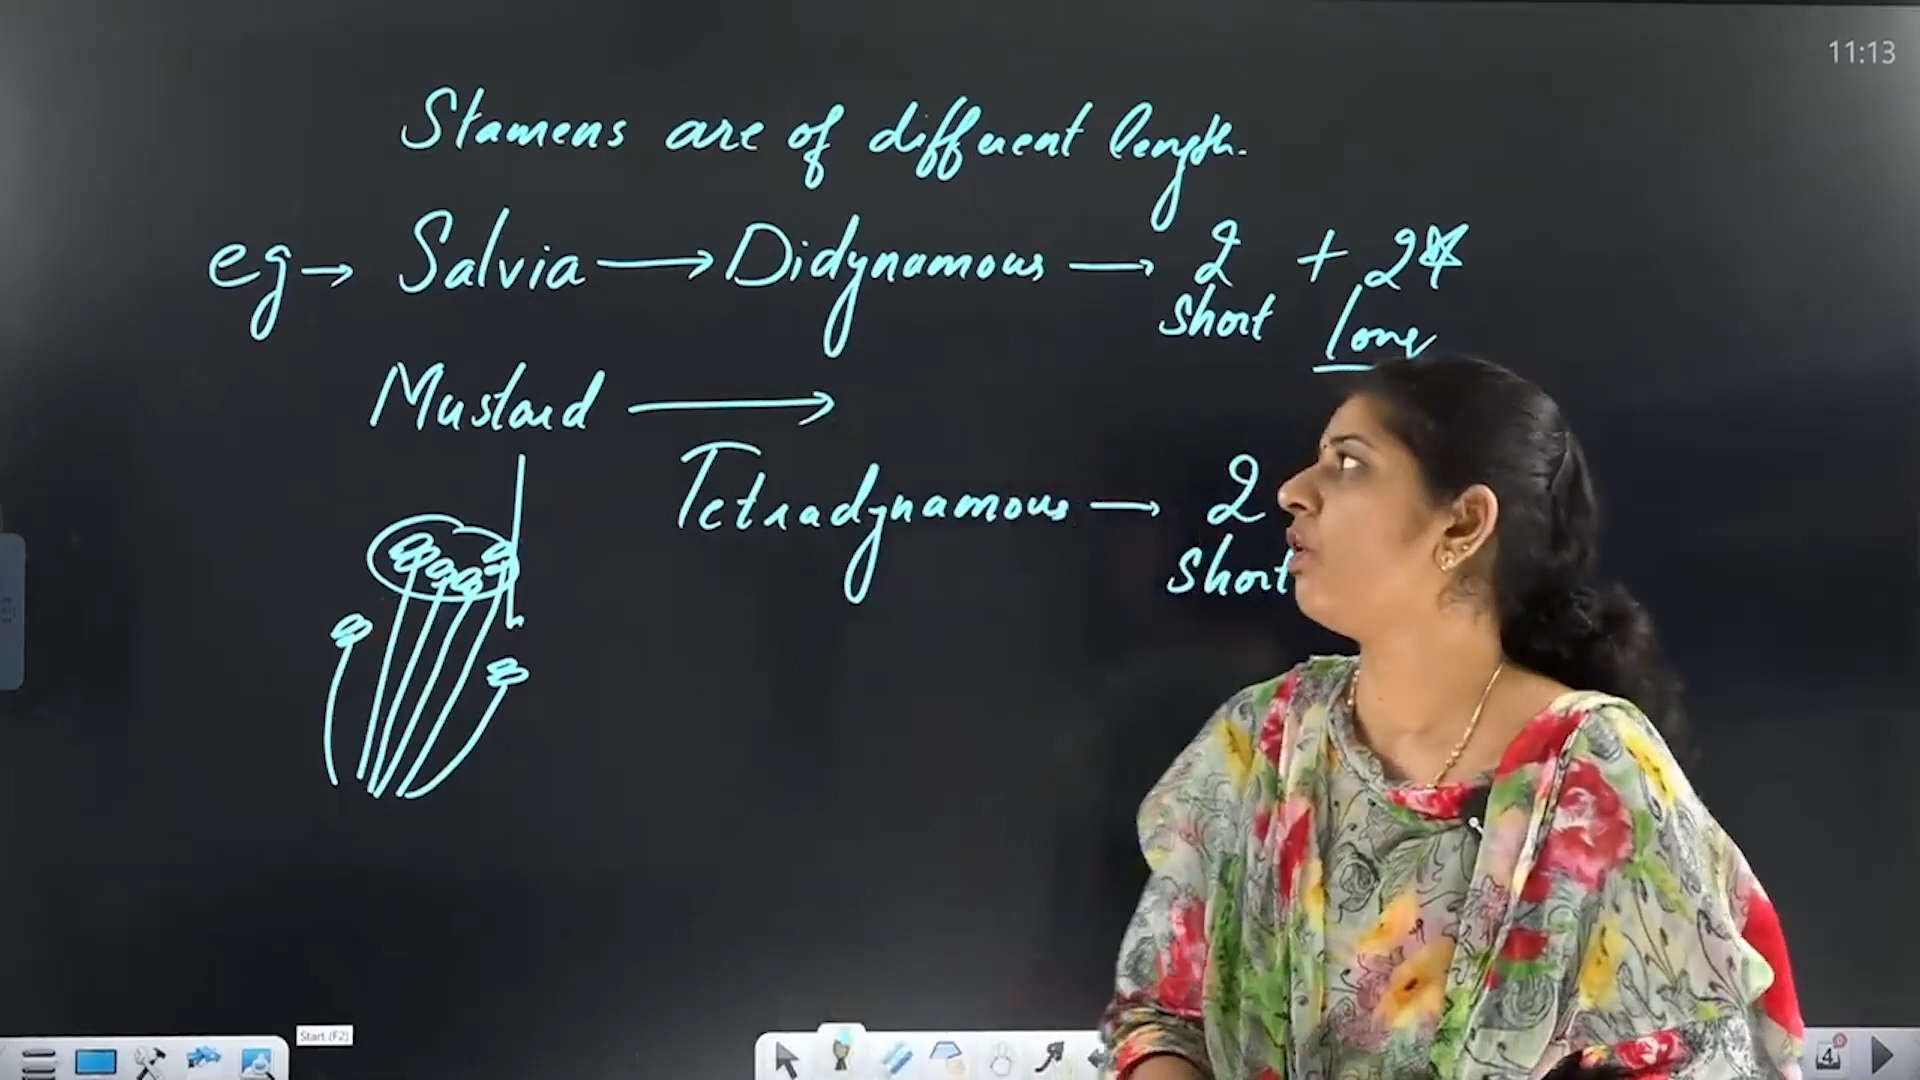 11:13
Stamens are of different length.
eg → Salvia → Didynamous → 2 + 2
short long
Mustard →
Tetradynamous → 2
short
Start (F2)
4